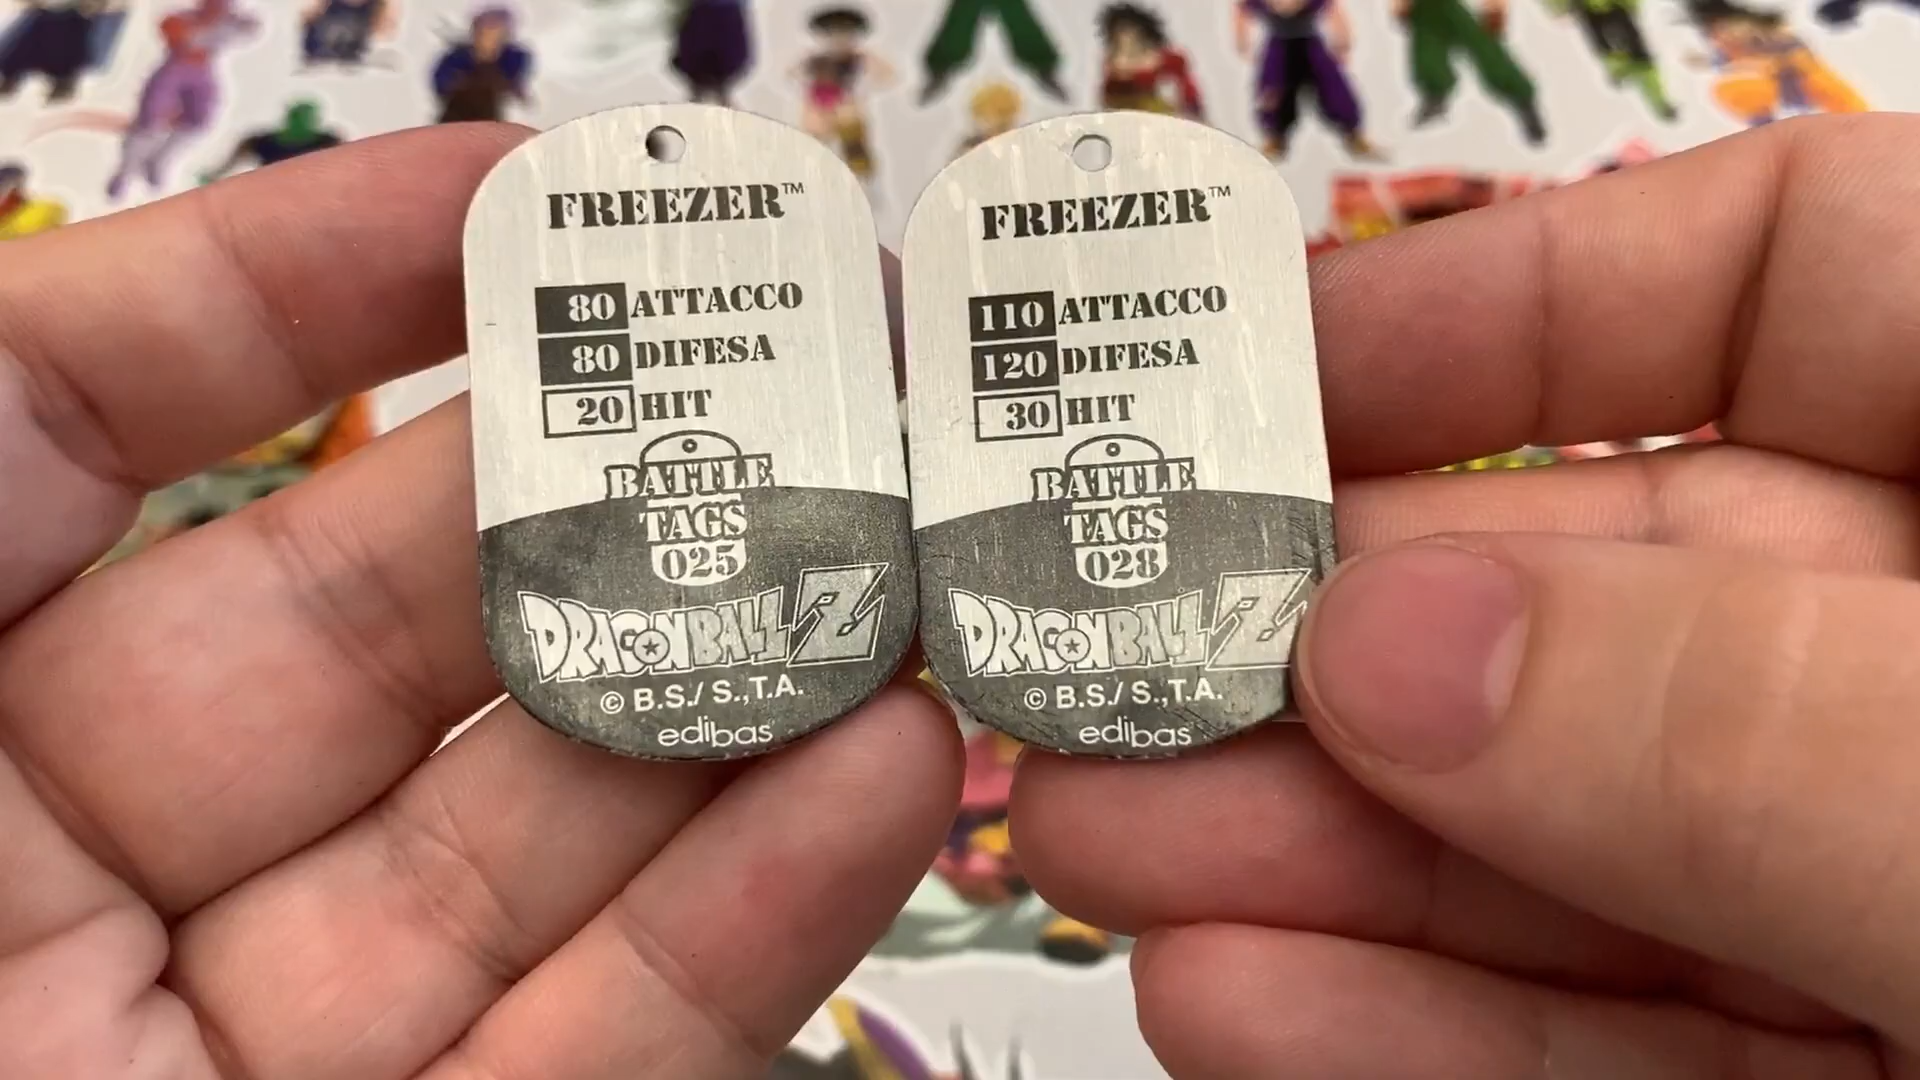 FREEZER™
80 ATTACCO
80 DIFESA
20 HIT
BATTLE
TAGS
025
DRAGONBALL Z
© B.S./ S.,T.A.
edibas
FREEZER™
110 ATTACCO
120 DIFESA
30 HIT
BATTLE
TAGS
028
DRAGONBALL Z
© B.S./ S.,T.A.
edibas